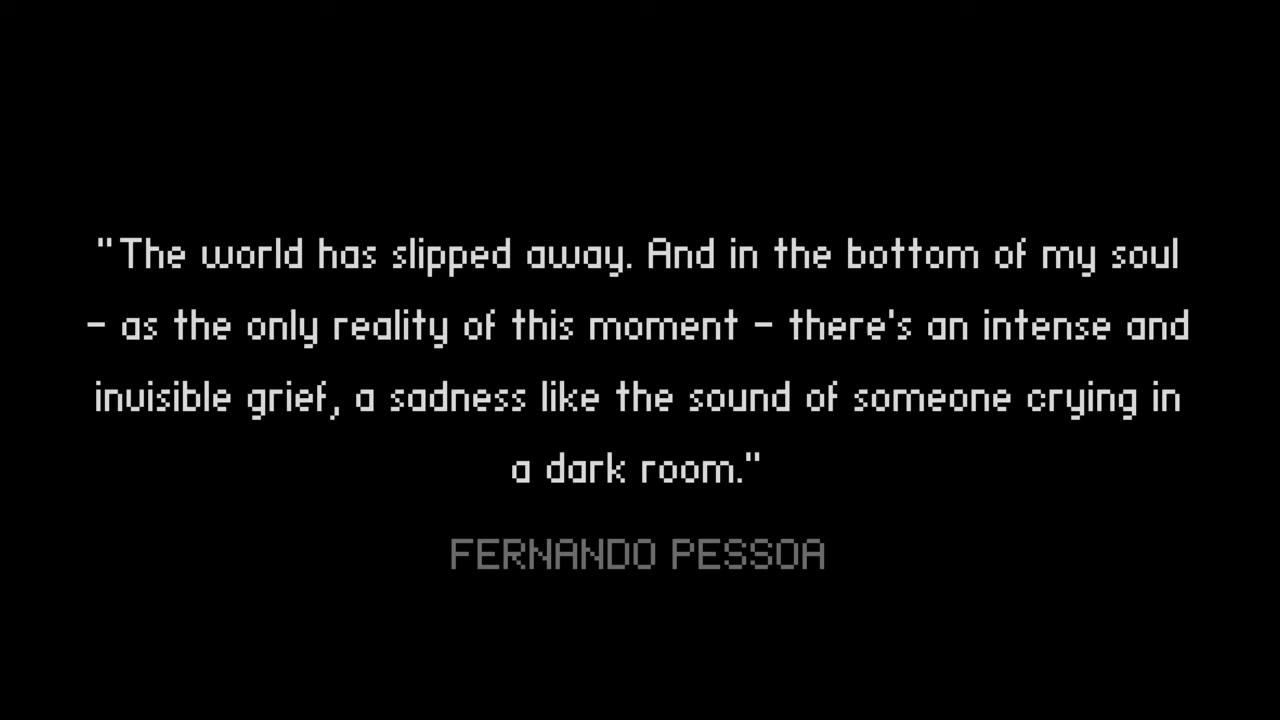 "The world has slipped away. And in the bottom of my soul
- as the only reality of this moment - there's an intense and
invisible grief, a sadness like the sound of someone crying in
a dark room."
FERNANDO PESSOA